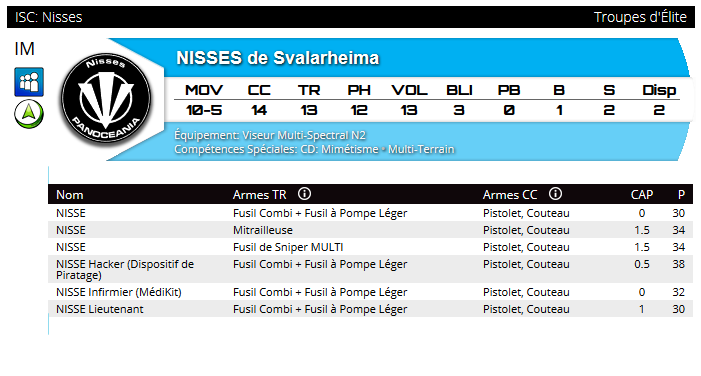 ISC: Nisses Troupes d'Élite
IM
Nisses
PANOCEANIA
NISSES de Svalarheima
MOV CC TR PH VOL BLI PB B S Disp
10-5 14 13 12 13 3 0 1 2 2
Équipement: Viseur Multi-Spectral N2
Compétences Spéciales: CD: Mimétisme • Multi-Terrain
Nom Armes TR Armes CC CAP P
NISSE Fusil Combi + Fusil à Pompe Léger Pistolet, Couteau 0 30
NISSE Mitrailleuse Pistolet, Couteau 1.5 34
NISSE Fusil de Sniper MULTI Pistolet, Couteau 1.5 34
NISSE Hacker (Dispositif de Fusil Combi + Fusil à Pompe Léger Pistolet, Couteau 0.5 38
Piratage)
NISSE Infirmier (MédiKit) Fusil Combi + Fusil à Pompe Léger Pistolet, Couteau 0 32
NISSE Lieutenant Fusil Combi + Fusil à Pompe Léger Pistolet, Couteau 1 30